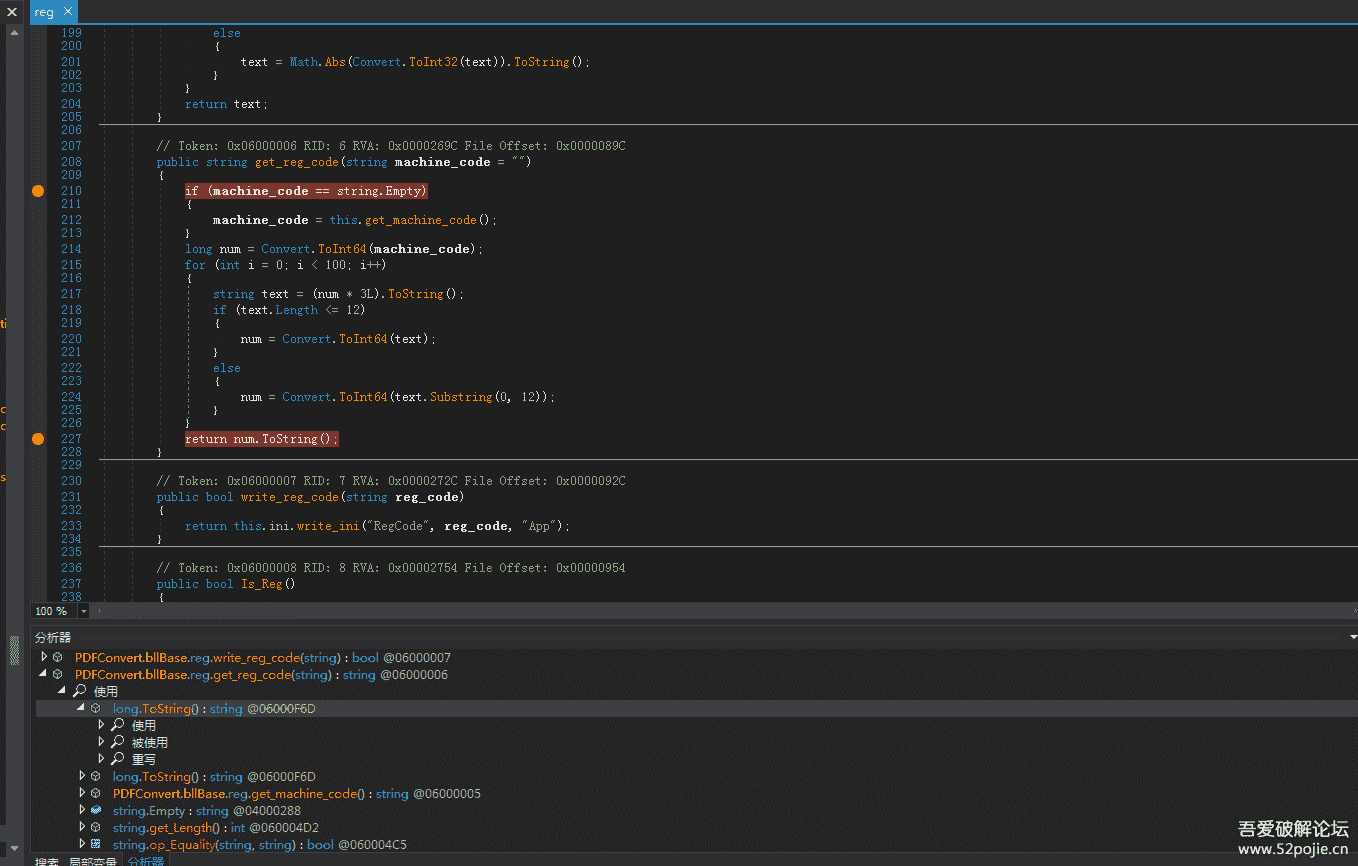 reg
199 else
200 {
201 text = Math.Abs(Convert.ToInt32(text)).ToString();
202 }
203 }
204 return text;
205 }
206
207 // Token: 0x06000006 RID: 6 RVA: 0x0000269C File Offset: 0x0000089C
208 public string get_reg_code(string machine_code = "")
209 {
210 if (machine_code == string.Empty)
211 {
212 machine_code = this.get_machine_code();
213 }
214 long num = Convert.ToInt64(machine_code);
215 for (int i = 0; i < 100; i++)
216 {
217 string text = (num * 3L).ToString();
218 if (text.Length <= 12)
219 {
220 num = Convert.ToInt64(text);
221 }
222 else
223 {
224 num = Convert.ToInt64(text.Substring(0, 12));
225 }
226 }
227 return num.ToString();
228 }
229
230 // Token: 0x06000007 RID: 7 RVA: 0x0000272C File Offset: 0x0000092C
231 public bool write_reg_code(string reg_code)
232 {
233 return this.ini.write_ini("RegCode", reg_code, "App");
234 }
235
236 // Token: 0x06000008 RID: 8 RVA: 0x00002754 File Offset: 0x00000954
237 public bool Is_Reg()
238 {
ti
c
c
s
100 %
分析器
PDFConvert.bllBase.reg.write_reg_code(string) : bool @06000007
PDFConvert.bllBase.reg.get_reg_code(string) : string @06000006
使用
long.ToString() : string @06000F6D
使用
被使用
重写
long.ToString() : string @06000F6D
PDFConvert.bllBase.reg.get_machine_code() : string @06000005
string.Empty : string @04000288
string.get_Length() : int @060004D2
string.op_Equality(string, string) : bool @060004C5
搜索 局部变量 分析器
吾爱破解论坛
www.52pojie.cn